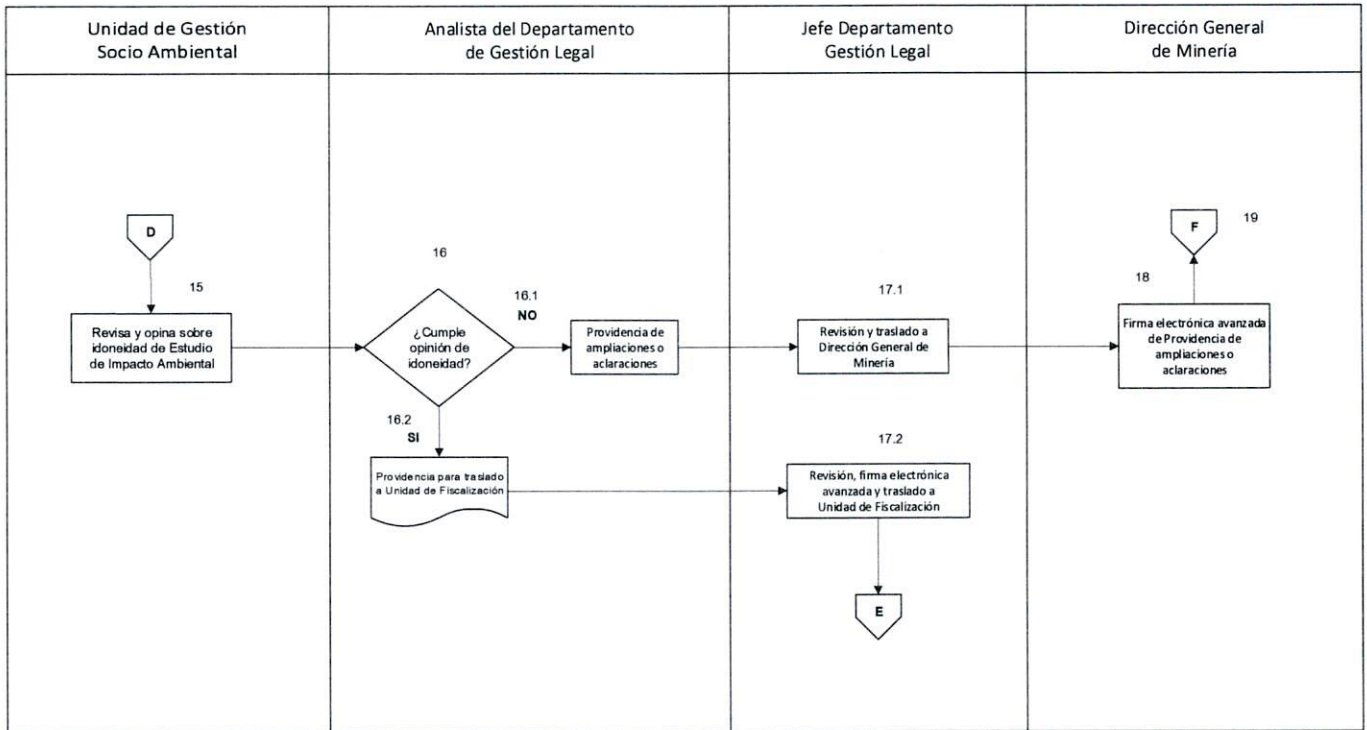 Unidad de Gestión
Socio Ambiental
Analista del Departamento
de Gestión Legal
Jefe Departamento
Gestión Legal
Dirección General
de Minería
D
15
Revisa y opina sobre
idoneidad de Estudio
de Impacto Ambiental
16
¿Cumple
opinión de
idoneidad?
16.1
NO
Providencia de
ampliaciones o
aclaraciones
16.2
SI
Providencia para traslado
a Unidad de Fiscalización
17.1
Revisión y traslado a
Dirección General de
Minería
17.2
Revisión, firma electrónica
avanzada y traslado a
Unidad de Fiscalización
E
18
Firma electrónica avanzada
de Providencia de
ampliaciones o
aclaraciones
F
19